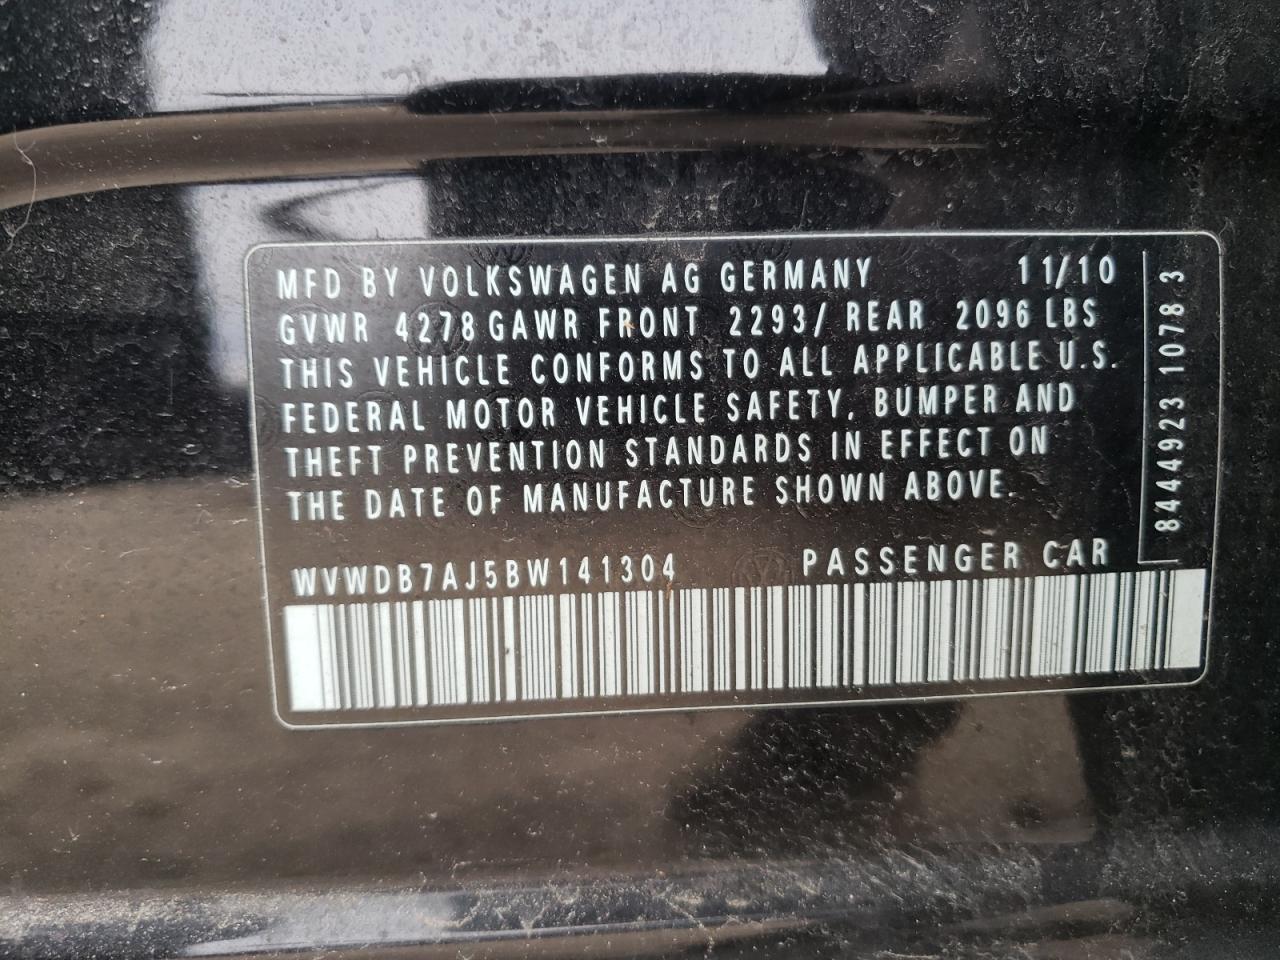 MFD BY VOLKSWAGEN AG GERMANY 11/10
GVWR 4278 GAWR FRONT 2293/ REAR 2096 LBS
THIS VEHICLE CONFORMS TO ALL APPLICABLE U.S.
FEDERAL MOTOR VEHICLE SAFETY, BUMPER AND
THEFT PREVENTION STANDARDS IN EFFECT ON
THE DATE OF MANUFACTURE SHOWN ABOVE.
WVWDB7AJ5BW141304 PASSENGER CAR
8444923 1078 3